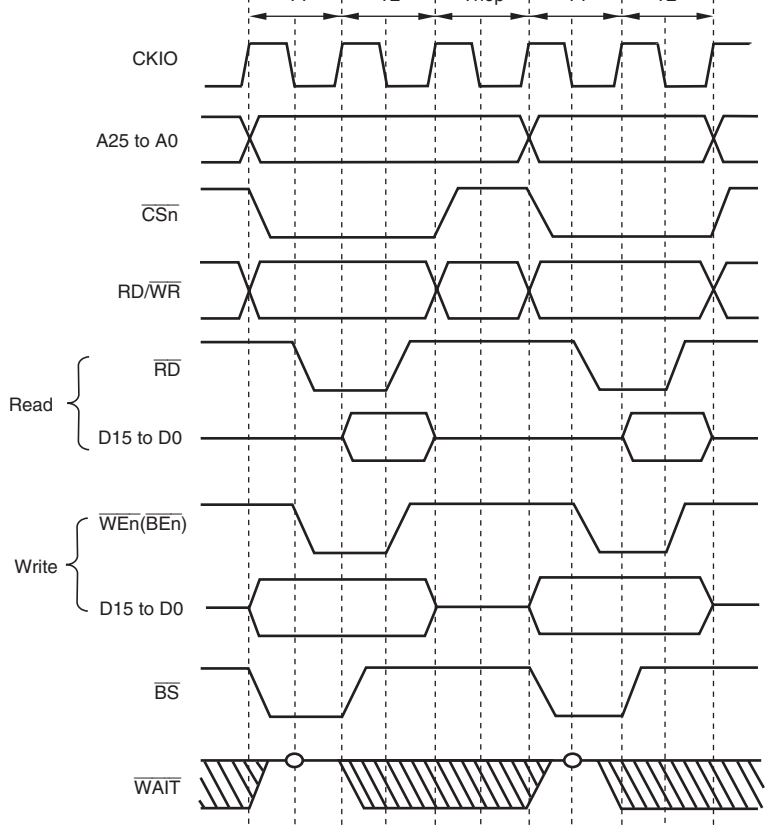 CKIO
A25 to A0
CSn
RD/WR
RD
Read
D15 to D0
WEn(BEn)
Write
D15 to D0
BS
WAIT